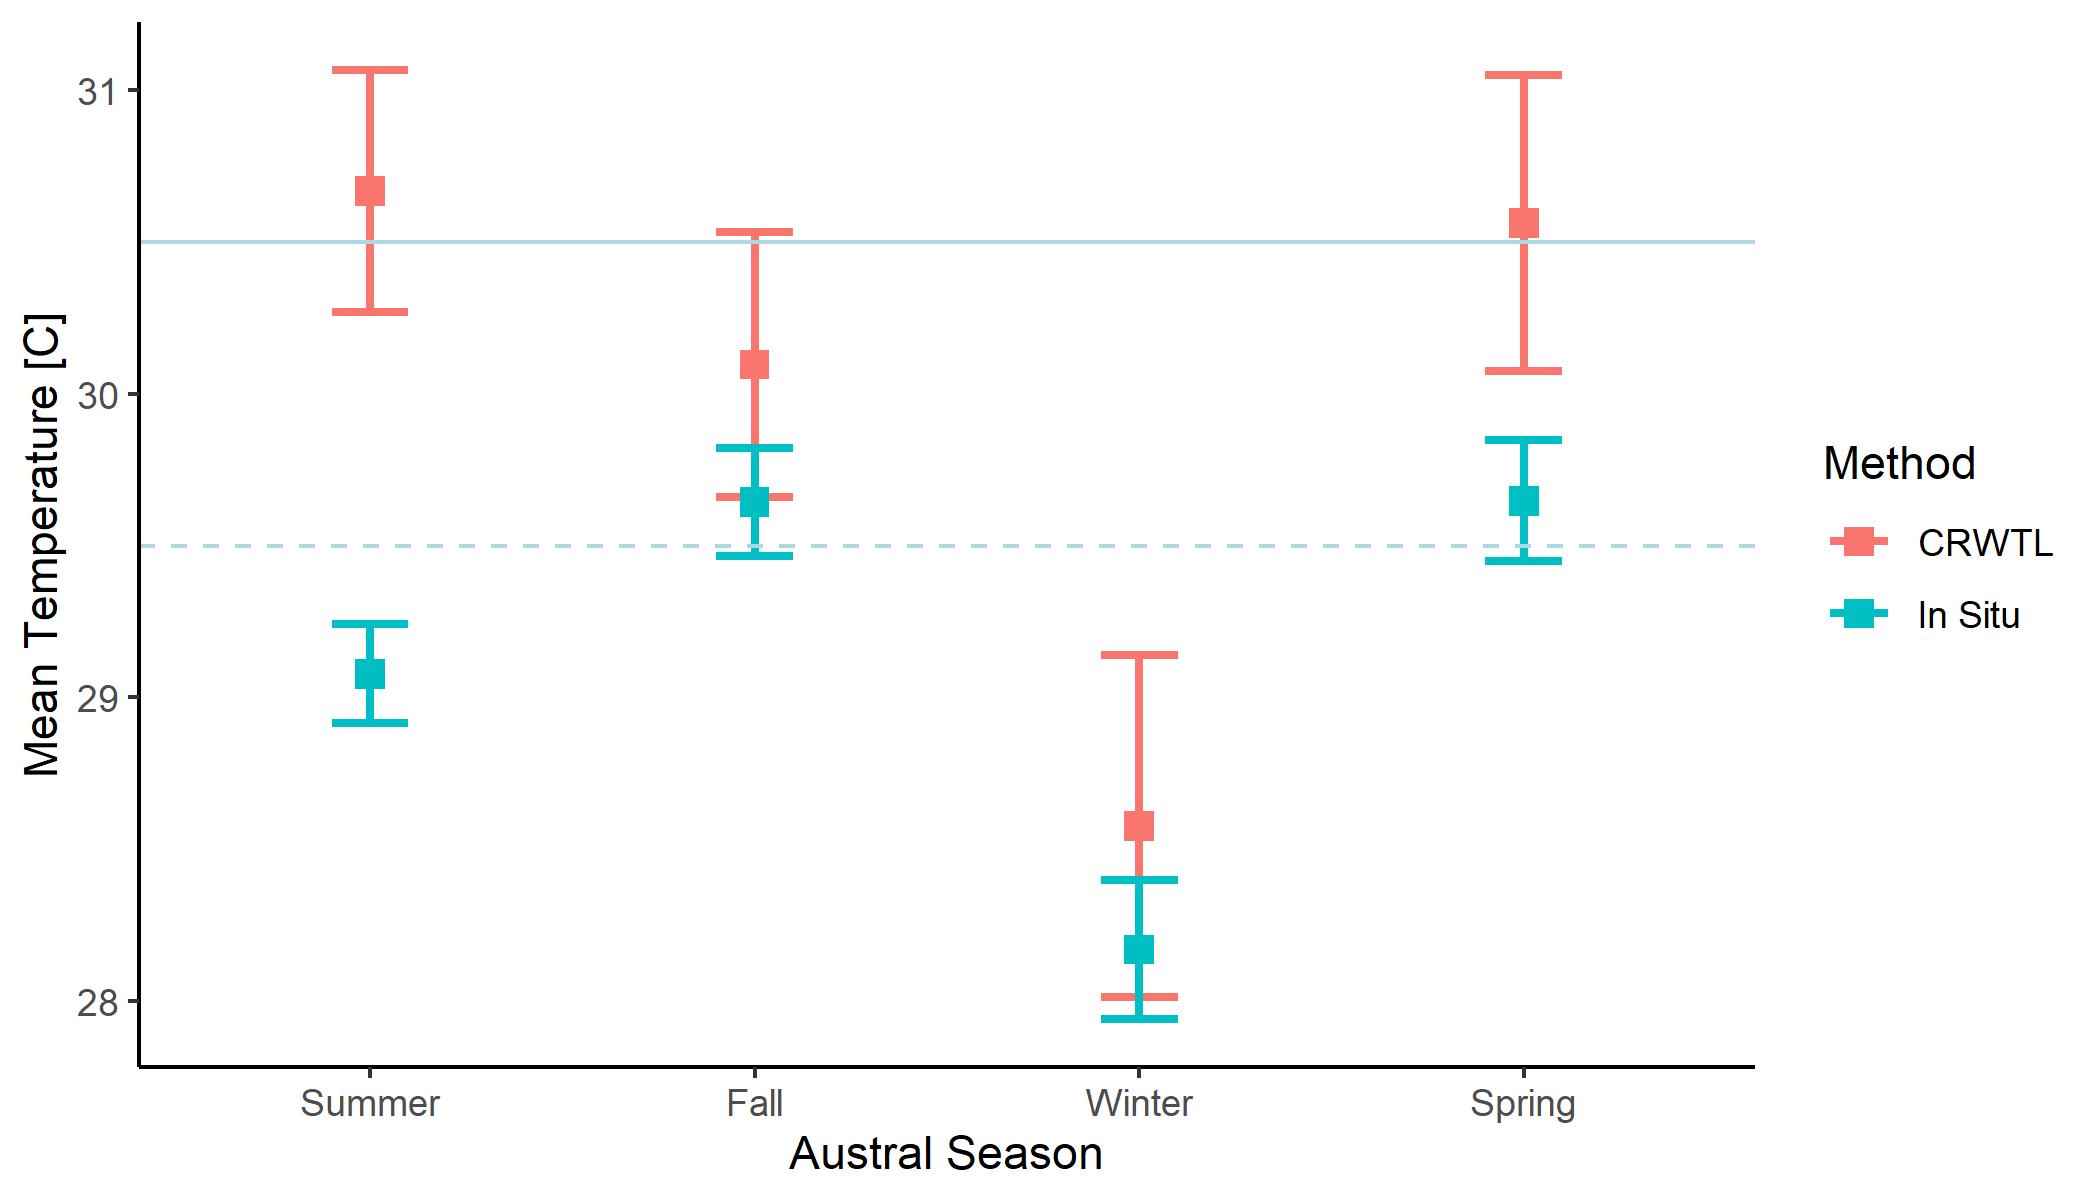 Mean Temperature [C]
31
30
29
28
Summer
Fall
Winter
Spring
Austral Season
Method
CRWTL
In Situ